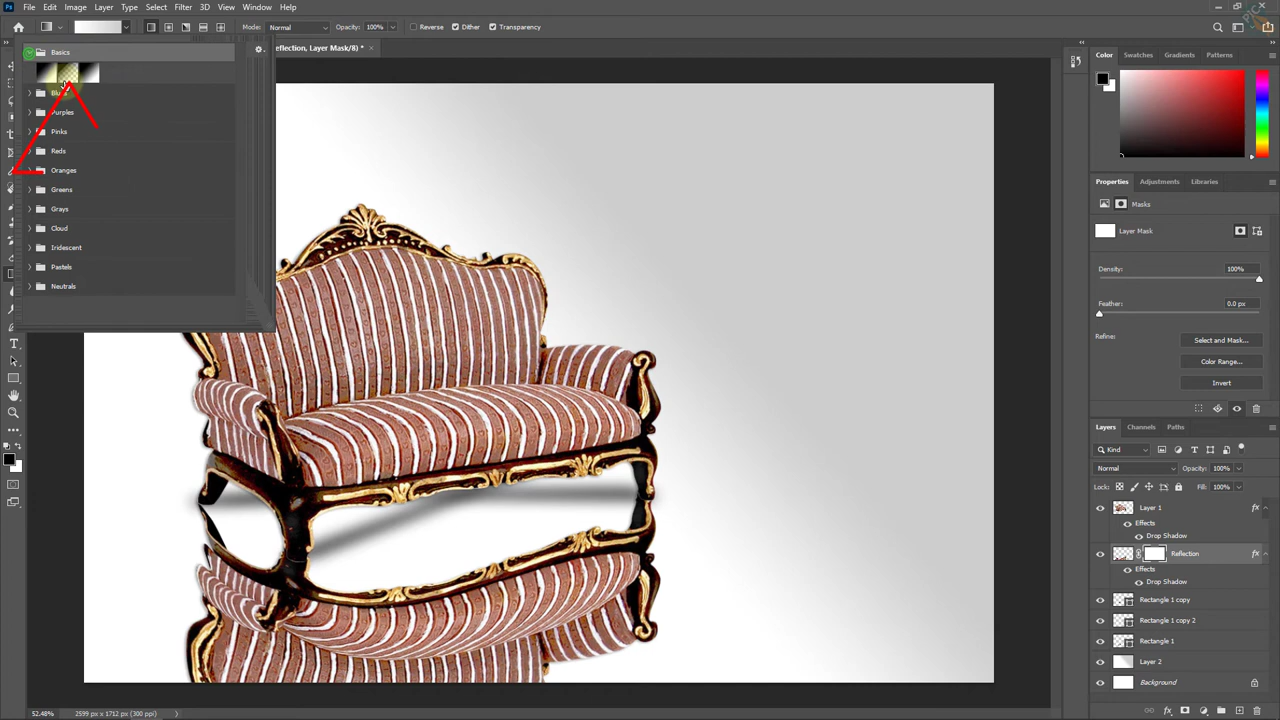 File Edit Image Layer Type Select Filter 3D View Window Help
Mode: Normal Opacity: 100% Reverse Dither Transparency
Reflection, Layer Mask/8) * ×
Basics
Purples
Pinks
Reds
Oranges
Greens
Grays
Cloud
Iridescent
Pastels
Neutrals
52.48% 2599 px x 1712 px (300 ppi)
Color Swatches Gradients Patterns
Properties Adjustments Libraries
Masks
Layer Mask
Density: 100%
Feather: 0.0 px
Refine: Select and Mask...
Color Range...
Invert
Layers Channels Paths
Kind
Normal Opacity: 100%
Lock: Fill: 100%
Layer 1 fx
Effects
Drop Shadow
Reflection fx
Effects
Drop Shadow
Rectangle 1 copy
Rectangle 1 copy 2
Rectangle 1
Layer 2
Background